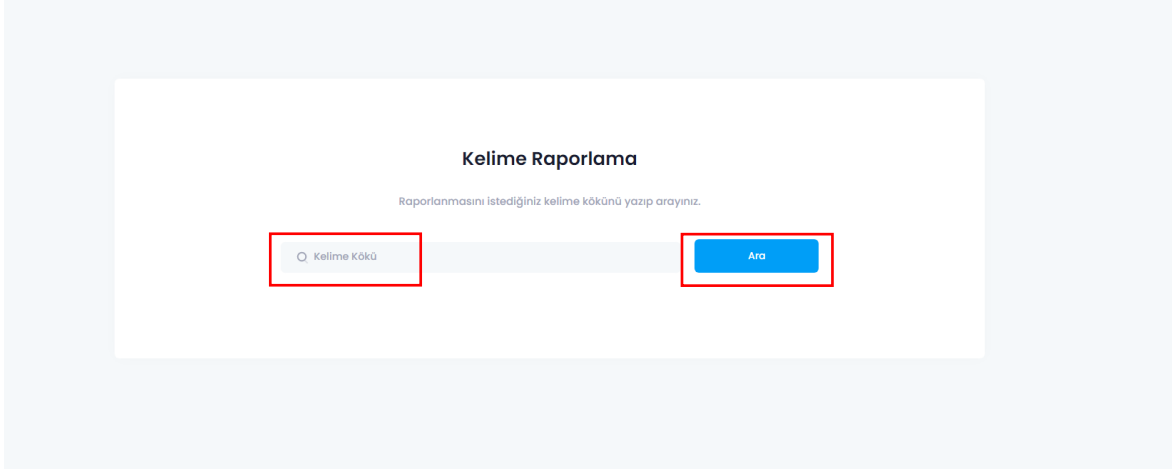 Kelime Raporlama
Raporlanmasını istediğiniz kelime kökünü yazıp arayınız.
Kelime Kökü
Ara